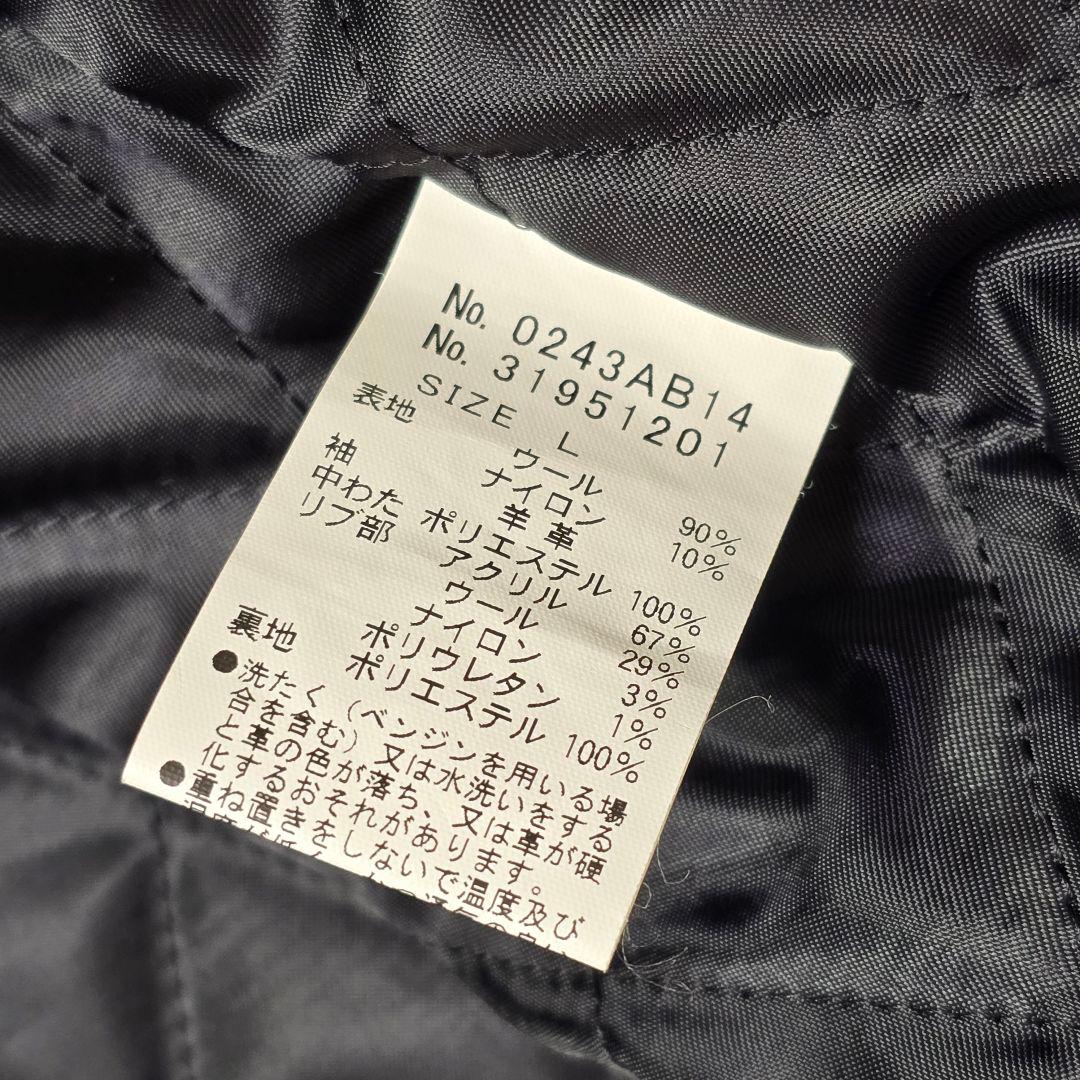 No. 0243AB14
No. 31951201
SIZE L
表地 ウール 90%
ナイロン 10%
袖 羊革
中わた ポリエステル 100%
リブ部 アクリル 67%
ウール 29%
ナイロン 3%
ポリウレタン 1%
裏地 ポリエステル 100%
●洗たく(ベンジンを用いる場
合を含む)又は水洗いをする
と革の色が落ち、又は革が硬
化するおそれがあります。
●重ね置きをしないで温度及び